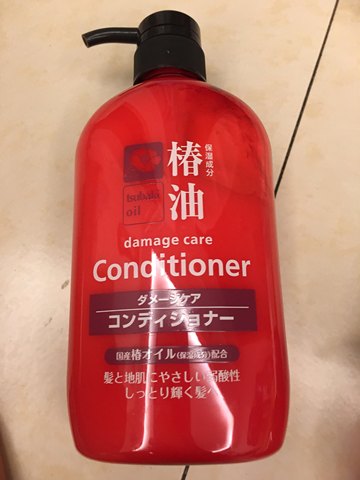 椿油
保湿成分
tsubaki
oil
damage care
Conditioner
ダメージケア
コンディショナー
国産椿オイル(保湿成分)配合
髪と地肌にやさしい弱酸性
しっとり輝く髪へ